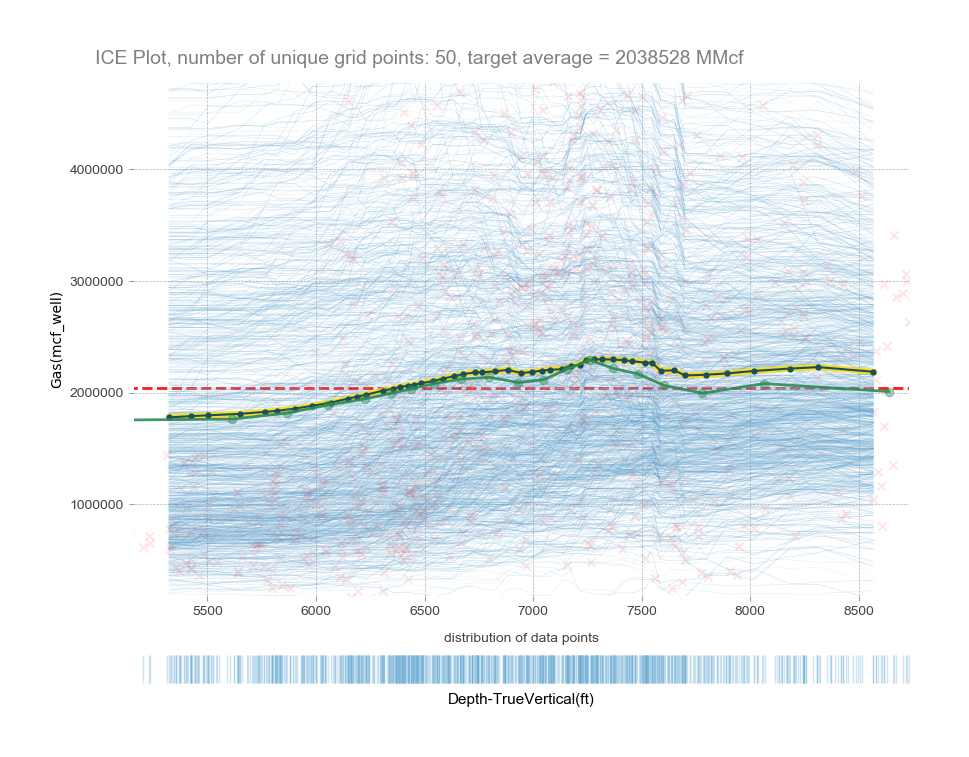 ICE Plot, number of unique grid points: 50, target average = 2038528 MMcf
4000000
3000000
2000000
1000000
Gas(mcf_well)
5500 6000 6500 7000 7500 8000 8500
distribution of data points
Depth-TrueVertical(ft)